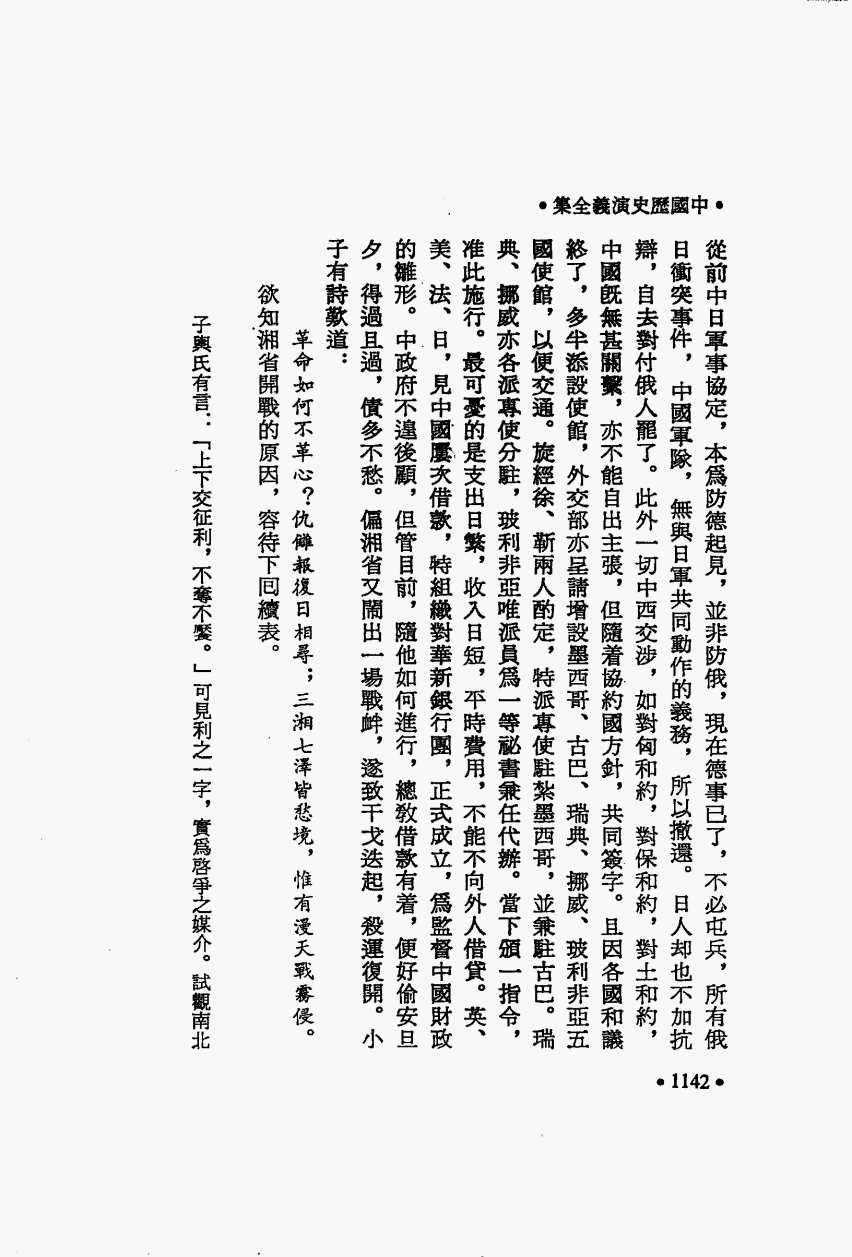 •中國歷史演義全集•
從前中日軍事協定，本爲防德起見，並非防俄，現在德事已了，不必屯兵，所有俄
日衝突事件，中國軍隊，無與日軍共同動作的義務，所以撤還。日人却也不加抗
辯，自去對付俄人罷了。此外一切中西交涉，如對匈和約，對保和約，對土和約，
中國既無甚關繫，亦不能自出主張，但隨着協約國方針，共同簽字。且因各國和議
終了，多半添設使館，外交部亦呈請增設墨西哥、古巴、瑞典、挪威、玻利非亞五
國使館，以便交通。旋經徐、靳兩人酌定，特派專使駐紮墨西哥，並兼駐古巴。瑞
典、挪威亦各派專使分駐，玻利非亞唯派員爲一等祕書兼任代辦。當下頒一指令，
准此施行。最可憂的是支出日繁，收入日短，平時費用，不能不向外人借貸。英、
美、法、日，見中國屢次借款，特組織對華新銀行團，正式成立，爲監督中國財政
的雛形。中政府不遑後顧，但管目前，隨他如何進行，總教借款有着，便好偷安旦
夕，得過且過，債多不愁。偏湘省又鬧出一場戰衅，遂致干戈迭起，殺運復開。小
子有詩歎道：
革命如何不革心？仇讎報復日相尋；三湘七澤皆愁境，惟有漫天戰霧侵。
欲知湘省開戰的原因，容待下回續表。
子輿氏有言：「上下交征利，不奪不饜。」可見利之一字，實爲啓爭之媒介。試觀南北
•1142•